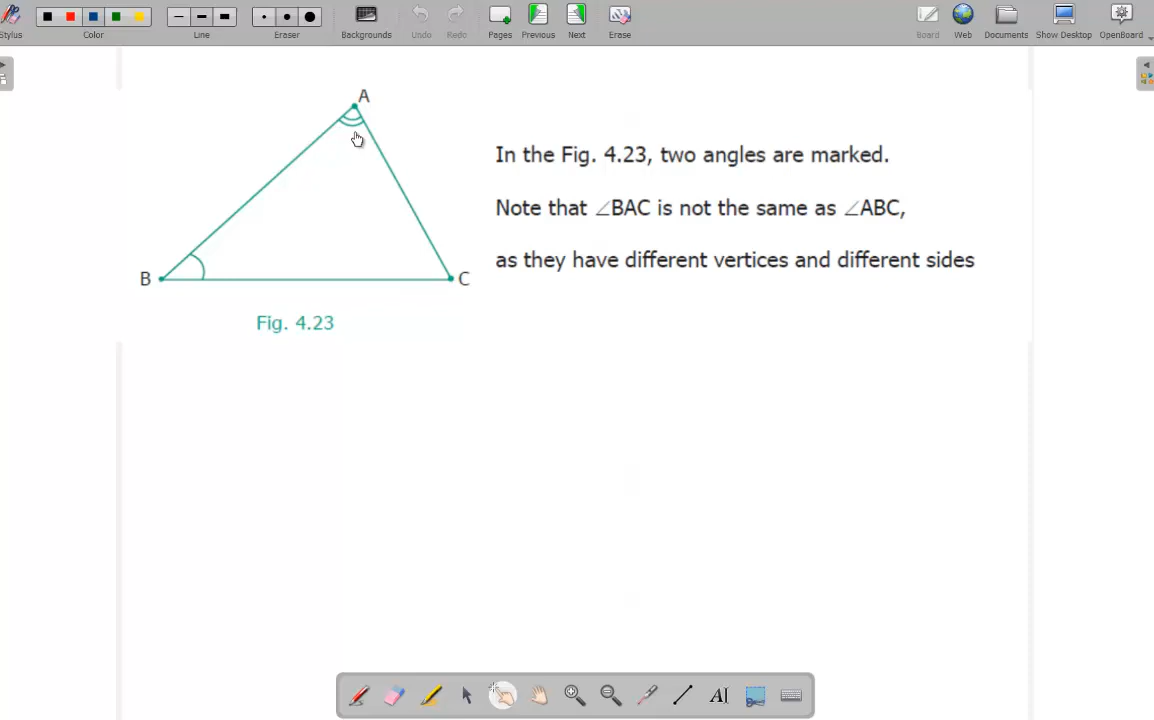 Stylus Color Line Eraser Backgrounds Undo Redo Pages Previous Next Erase Board Web Documents Show Desktop OpenBoard
A
In the Fig. 4.23, two angles are marked.
Note that ∠BAC is not the same as ∠ABC,
as they have different vertices and different sides
B C
Fig. 4.23
AI